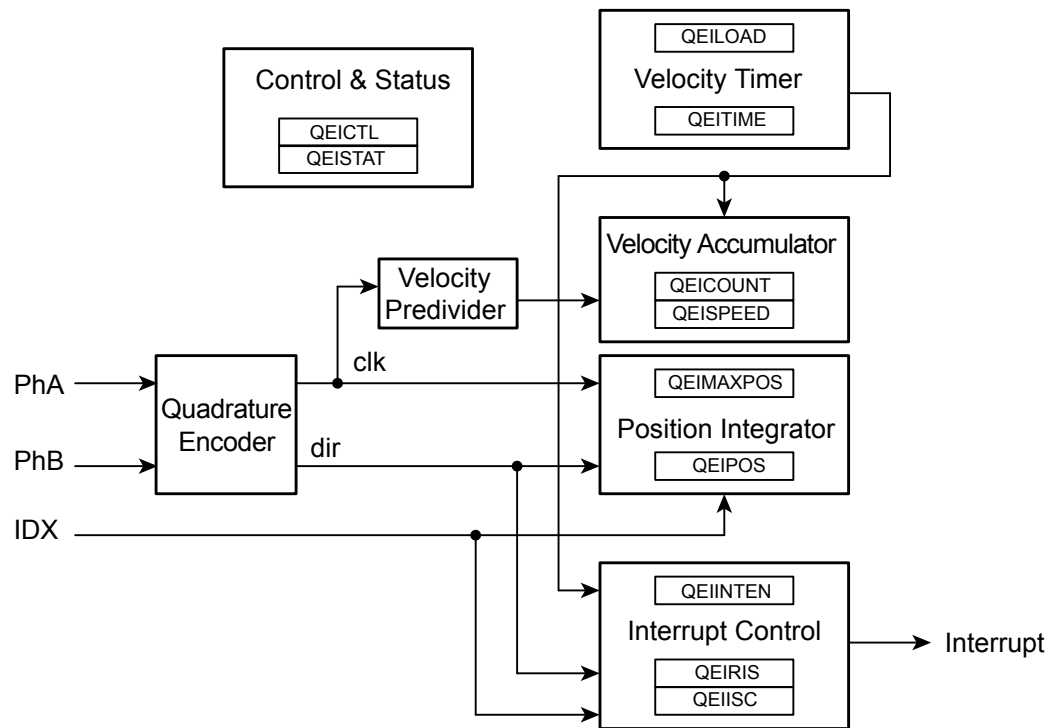 QEILOAD
Velocity Timer
QEITIME
Control & Status
QEICTL
QEISTAT
Velocity Accumulator
QEICOUNT
QEISPEED
Velocity
Predivider
clk
PhA
Quadrature
Encoder
PhB
dir
IDX
QEIMAXPOS
Position Integrator
QEIPOS
QEIINTEN
Interrupt Control
QEIRIS
QEIISC
Interrupt